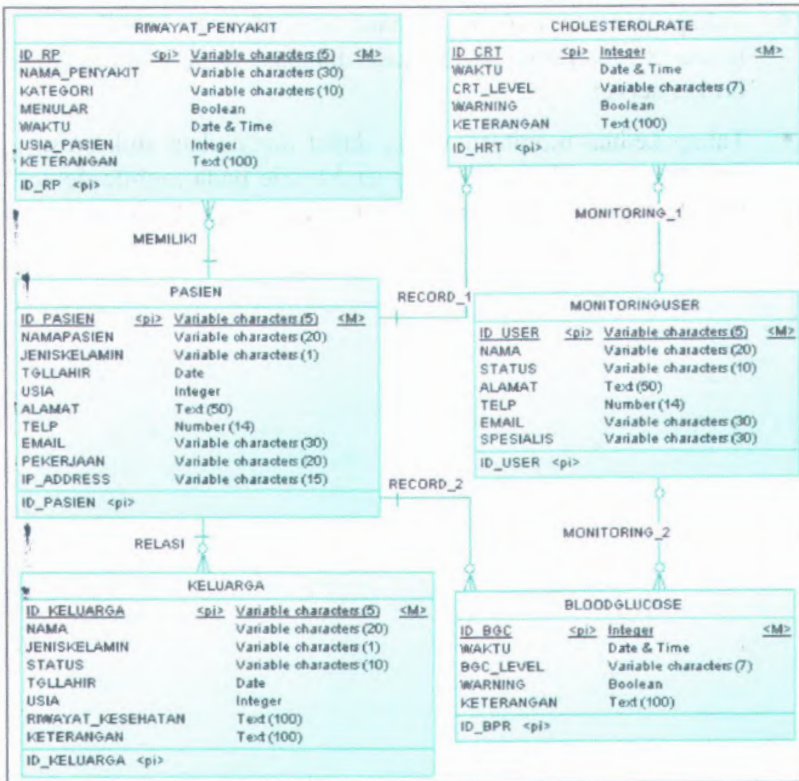 RIWAYAT_PENYAKIT
ID_RP <pi> Variable characters (5) <M>
NAMA_PENYAKIT Variable characters (30)
KATEGORI Variable characters (10)
MENULAR Boolean
WAKTU Date & Time
USIA_PASIEN Integer
KETERANGAN Text (100)
ID_RP <pi>
CHOLESTEROLRATE
ID_CRT <pi> Integer <M>
WAKTU Date & Time
CRT_LEVEL Variable characters (7)
WARNING Boolean
KETERANGAN Text (100)
ID_HRT <pi>
MEMILIKI
MONITORING_1
RECORD_1
PASIEN
ID_PASIEN <pi> Variable characters (5) <M>
NAMAPASIEN Variable characters (20)
JENISKELAMIN Variable characters (1)
TGLLAHIR Date
USIA Integer
ALAMAT Text (50)
TELP Number (14)
EMAIL Variable characters (30)
PEKERJAAN Variable characters (20)
IP_ADDRESS Variable characters (15)
ID_PASIEN <pi>
MONITORINGUSER
ID_USER <pi> Variable characters (5) <M>
NAMA Variable characters (20)
STATUS Variable characters (10)
ALAMAT Text (50)
TELP Number (14)
EMAIL Variable characters (30)
SPESIALIS Variable characters (30)
ID_USER <pi>
RECORD_2
RELASI
MONITORING_2
KELUARGA
ID_KELUARGA <pi> Variable characters (5) <M>
NAMA Variable characters (20)
JENISKELAMIN Variable characters (1)
STATUS Variable characters (10)
TGLLAHIR Date
USIA Integer
RIWAYAT_KESEHATAN Text (100)
KETERANGAN Text (100)
ID_KELUARGA <pi>
BLOODGLUCOSE
ID_BGC <pi> Integer <M>
WAKTU Date & Time
BGC_LEVEL Variable characters (7)
WARNING Boolean
KETERANGAN Text (100)
ID_BPR <pi>